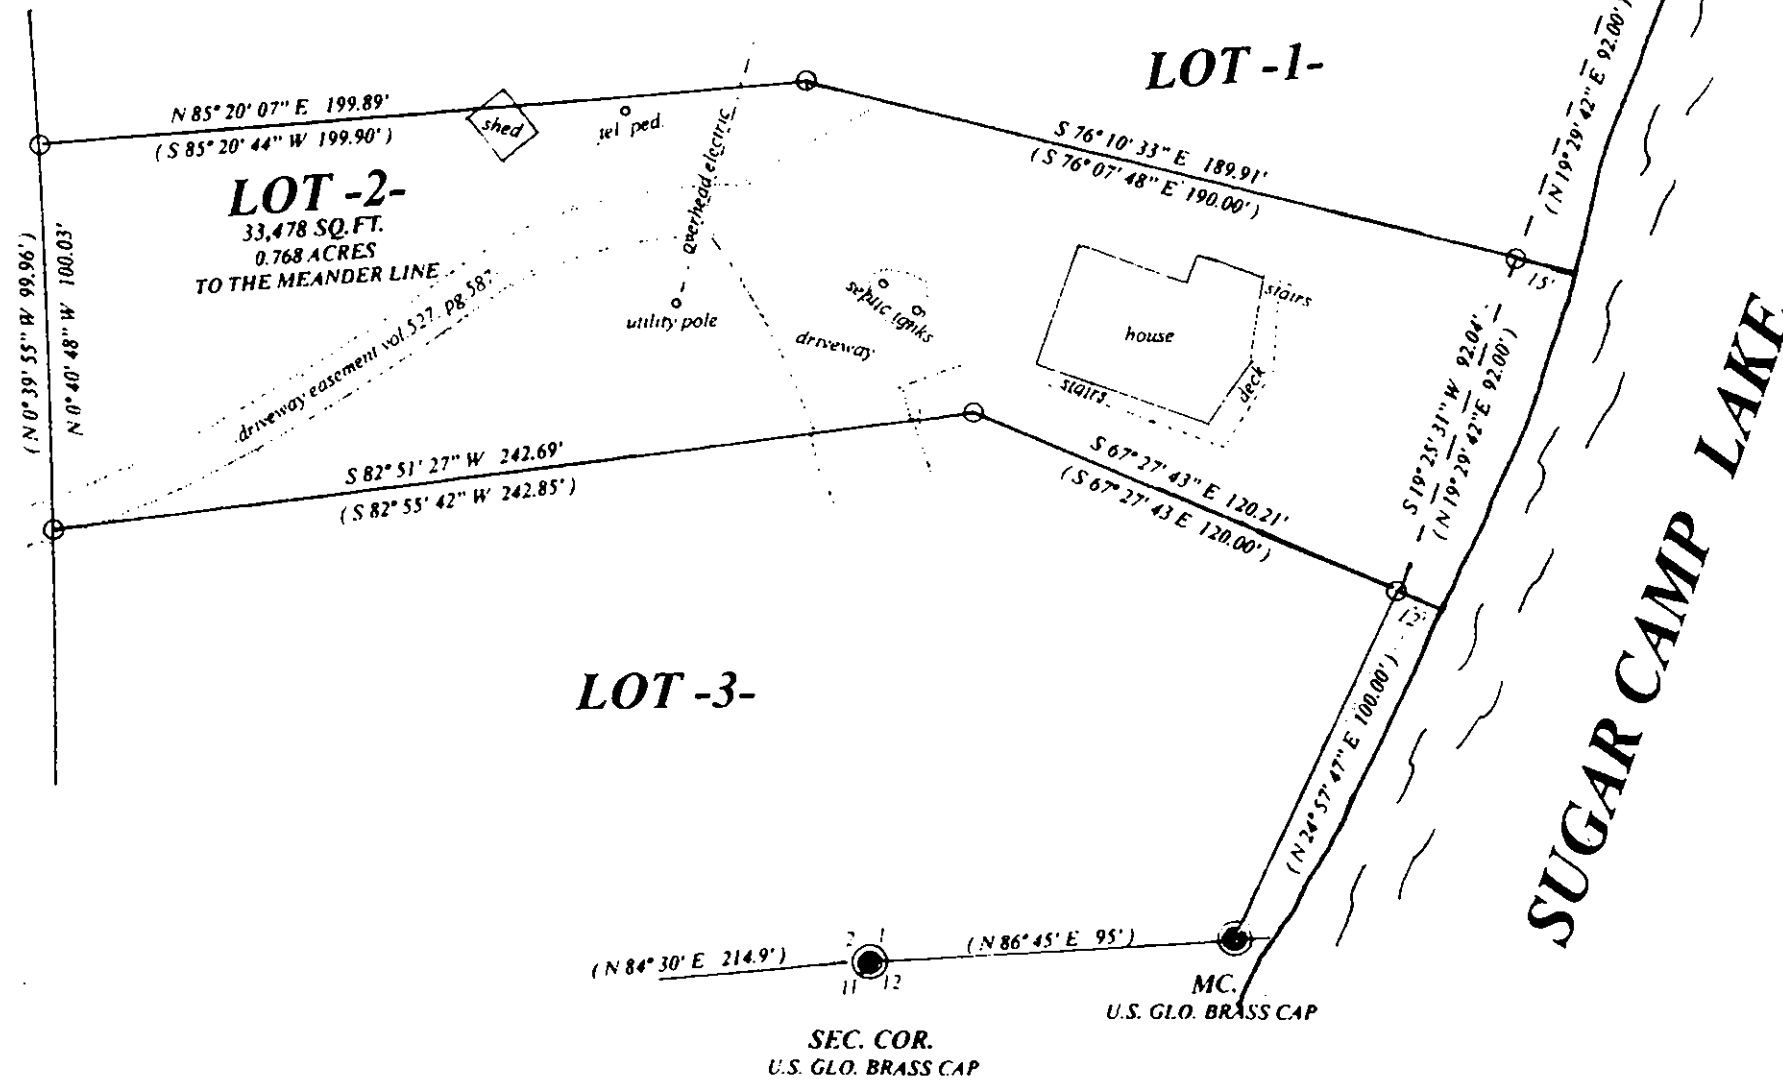 LOT -1-
(N 19° 29' 42" E 92.00')
N 85° 20' 07" E 199.89'
(S 85° 20' 44" W 199.90')
shed
tel ped.
overhead electric
S 76° 10' 33" E 189.91'
(S 76° 07' 48" E 190.00')
LOT -2-
33,478 SQ.FT.
0.768 ACRES
TO THE MEANDER LINE
(N 0° 39' 55" W 99.96')
N 0° 40' 48" W 100.03'
driveway easement vol.527 pg.587
utility pole
septic tanks
driveway
house
stairs
stairs
deck
15'
S 19° 25' 31" W 92.04'
(N 19° 29' 42" E 92.00')
S 82° 51' 27" W 242.69'
(S 82° 55' 42" W 242.85')
S 67° 27' 43" E 120.21'
(S 67° 27' 43 E 120.00')
SUGAR CAMP LAKE
LOT -3-
(N 24° 57' 47" E 100.00')
(N 84° 30' E 214.9')
2 1
11 12
(N 86° 45' E 95')
MC.
U.S. GLO. BRASS CAP
SEC. COR.
U.S. GLO. BRASS CAP